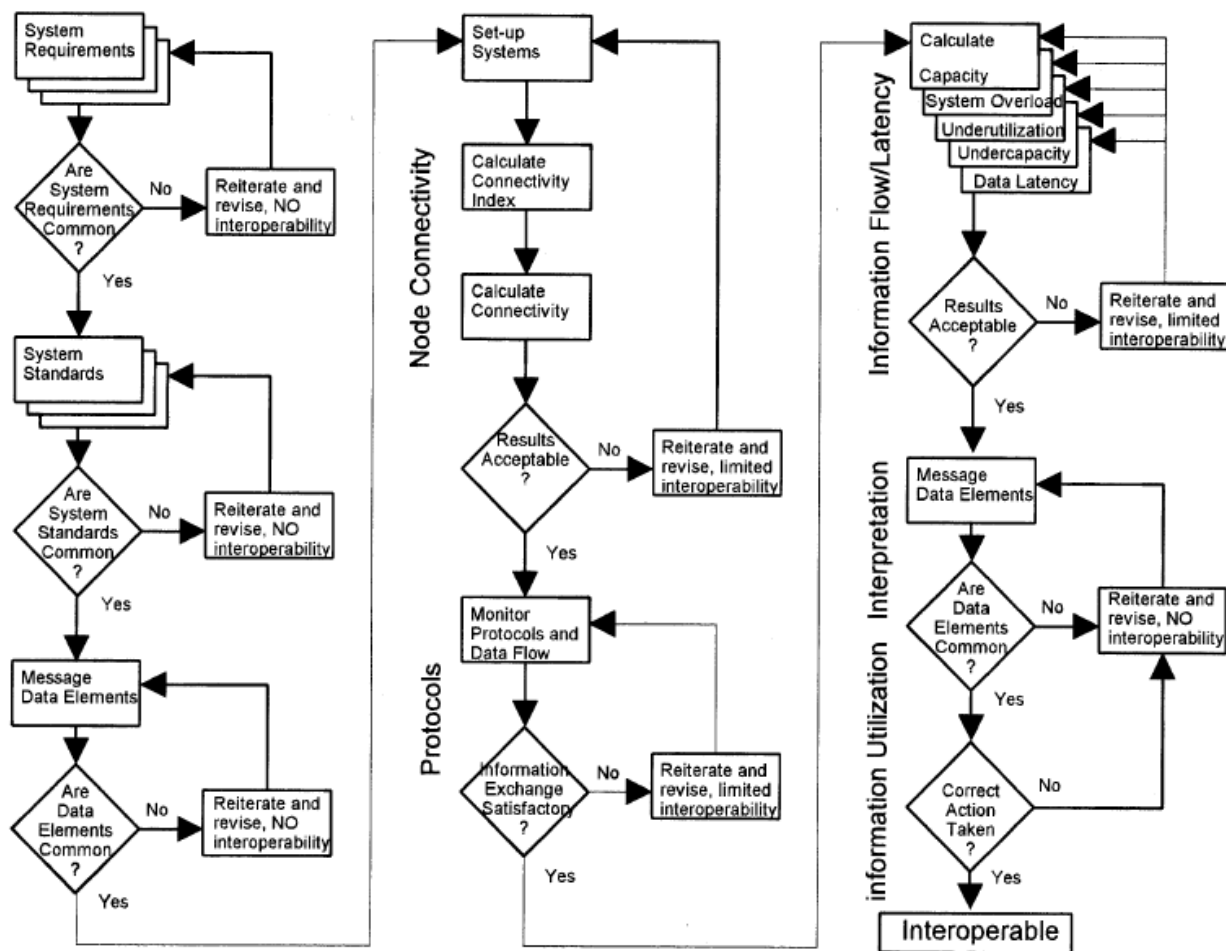 System
Requirements
Are
System
Requirements
Common
?
No
Reiterate and
revise, NO
interoperability
Yes
System
Standards
Are
System
Standards
Common
?
No
Reiterate and
revise, NO
interoperability
Yes
Message
Data Elements
Are
Data
Elements
Common
?
No
Reiterate and
revise, NO
interoperability
Yes
Node Connectivity
Set-up
Systems
Calculate
Connectivity
Index
Calculate
Connectivity
Results
Acceptable
?
No
Reiterate and
revise, limited
interoperability
Yes
Protocols
Monitor
Protocols and
Data Flow
Information
Exchange
Satisfactory
?
No
Reiterate and
revise, limited
interoperability
Yes
Information Flow/Latency
Calculate
Capacity
System Overload
Underutilization
Undercapacity
Data Latency
Results
Acceptable
?
No
Reiterate and
revise, limited
interoperability
Yes
Interpretation
Message
Data Elements
Are
Data
Elements
Common
?
No
Reiterate and
revise, NO
interoperability
Yes
information Utilization
Correct
Action
Taken
?
No
Yes
Interoperable